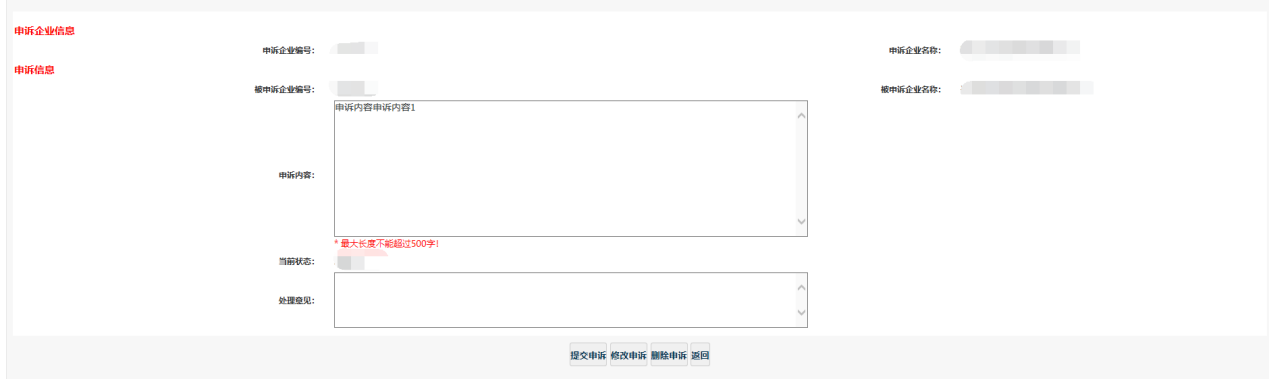 申诉企业信息
申诉企业编号： 申诉企业名称：
申诉信息
被申诉企业编号： 被申诉企业名称：
申诉内容申诉内容1
申诉内容：
* 最大长度不能超过500字!
当前状态：
处理意见：
提交申诉 修改申诉 删除申诉 返回